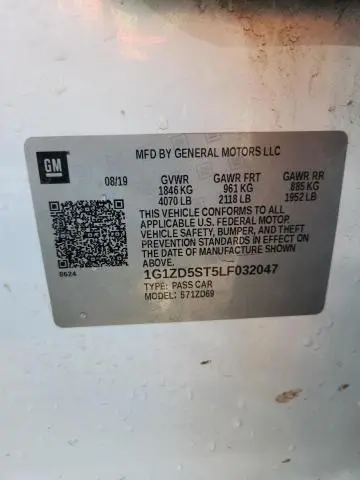 GM
MFD BY GENERAL MOTORS LLC
08/19 GVWR GAWR FRT GAWR RR
1846 KG 961 KG 885 KG
4070 LB 2118 LB 1952 LB
THIS VEHICLE CONFORMS TO ALL
APPLICABLE U.S. FEDERAL MOTOR
VEHICLE SAFETY, BUMPER, AND THEFT
PREVENTION STANDARDS IN EFFECT ON
THE DATE OF MANUFACTURE SHOWN
ABOVE.
8624
1G1ZD5ST5LF032047
TYPE: PASS CAR
MODEL: 571ZD69